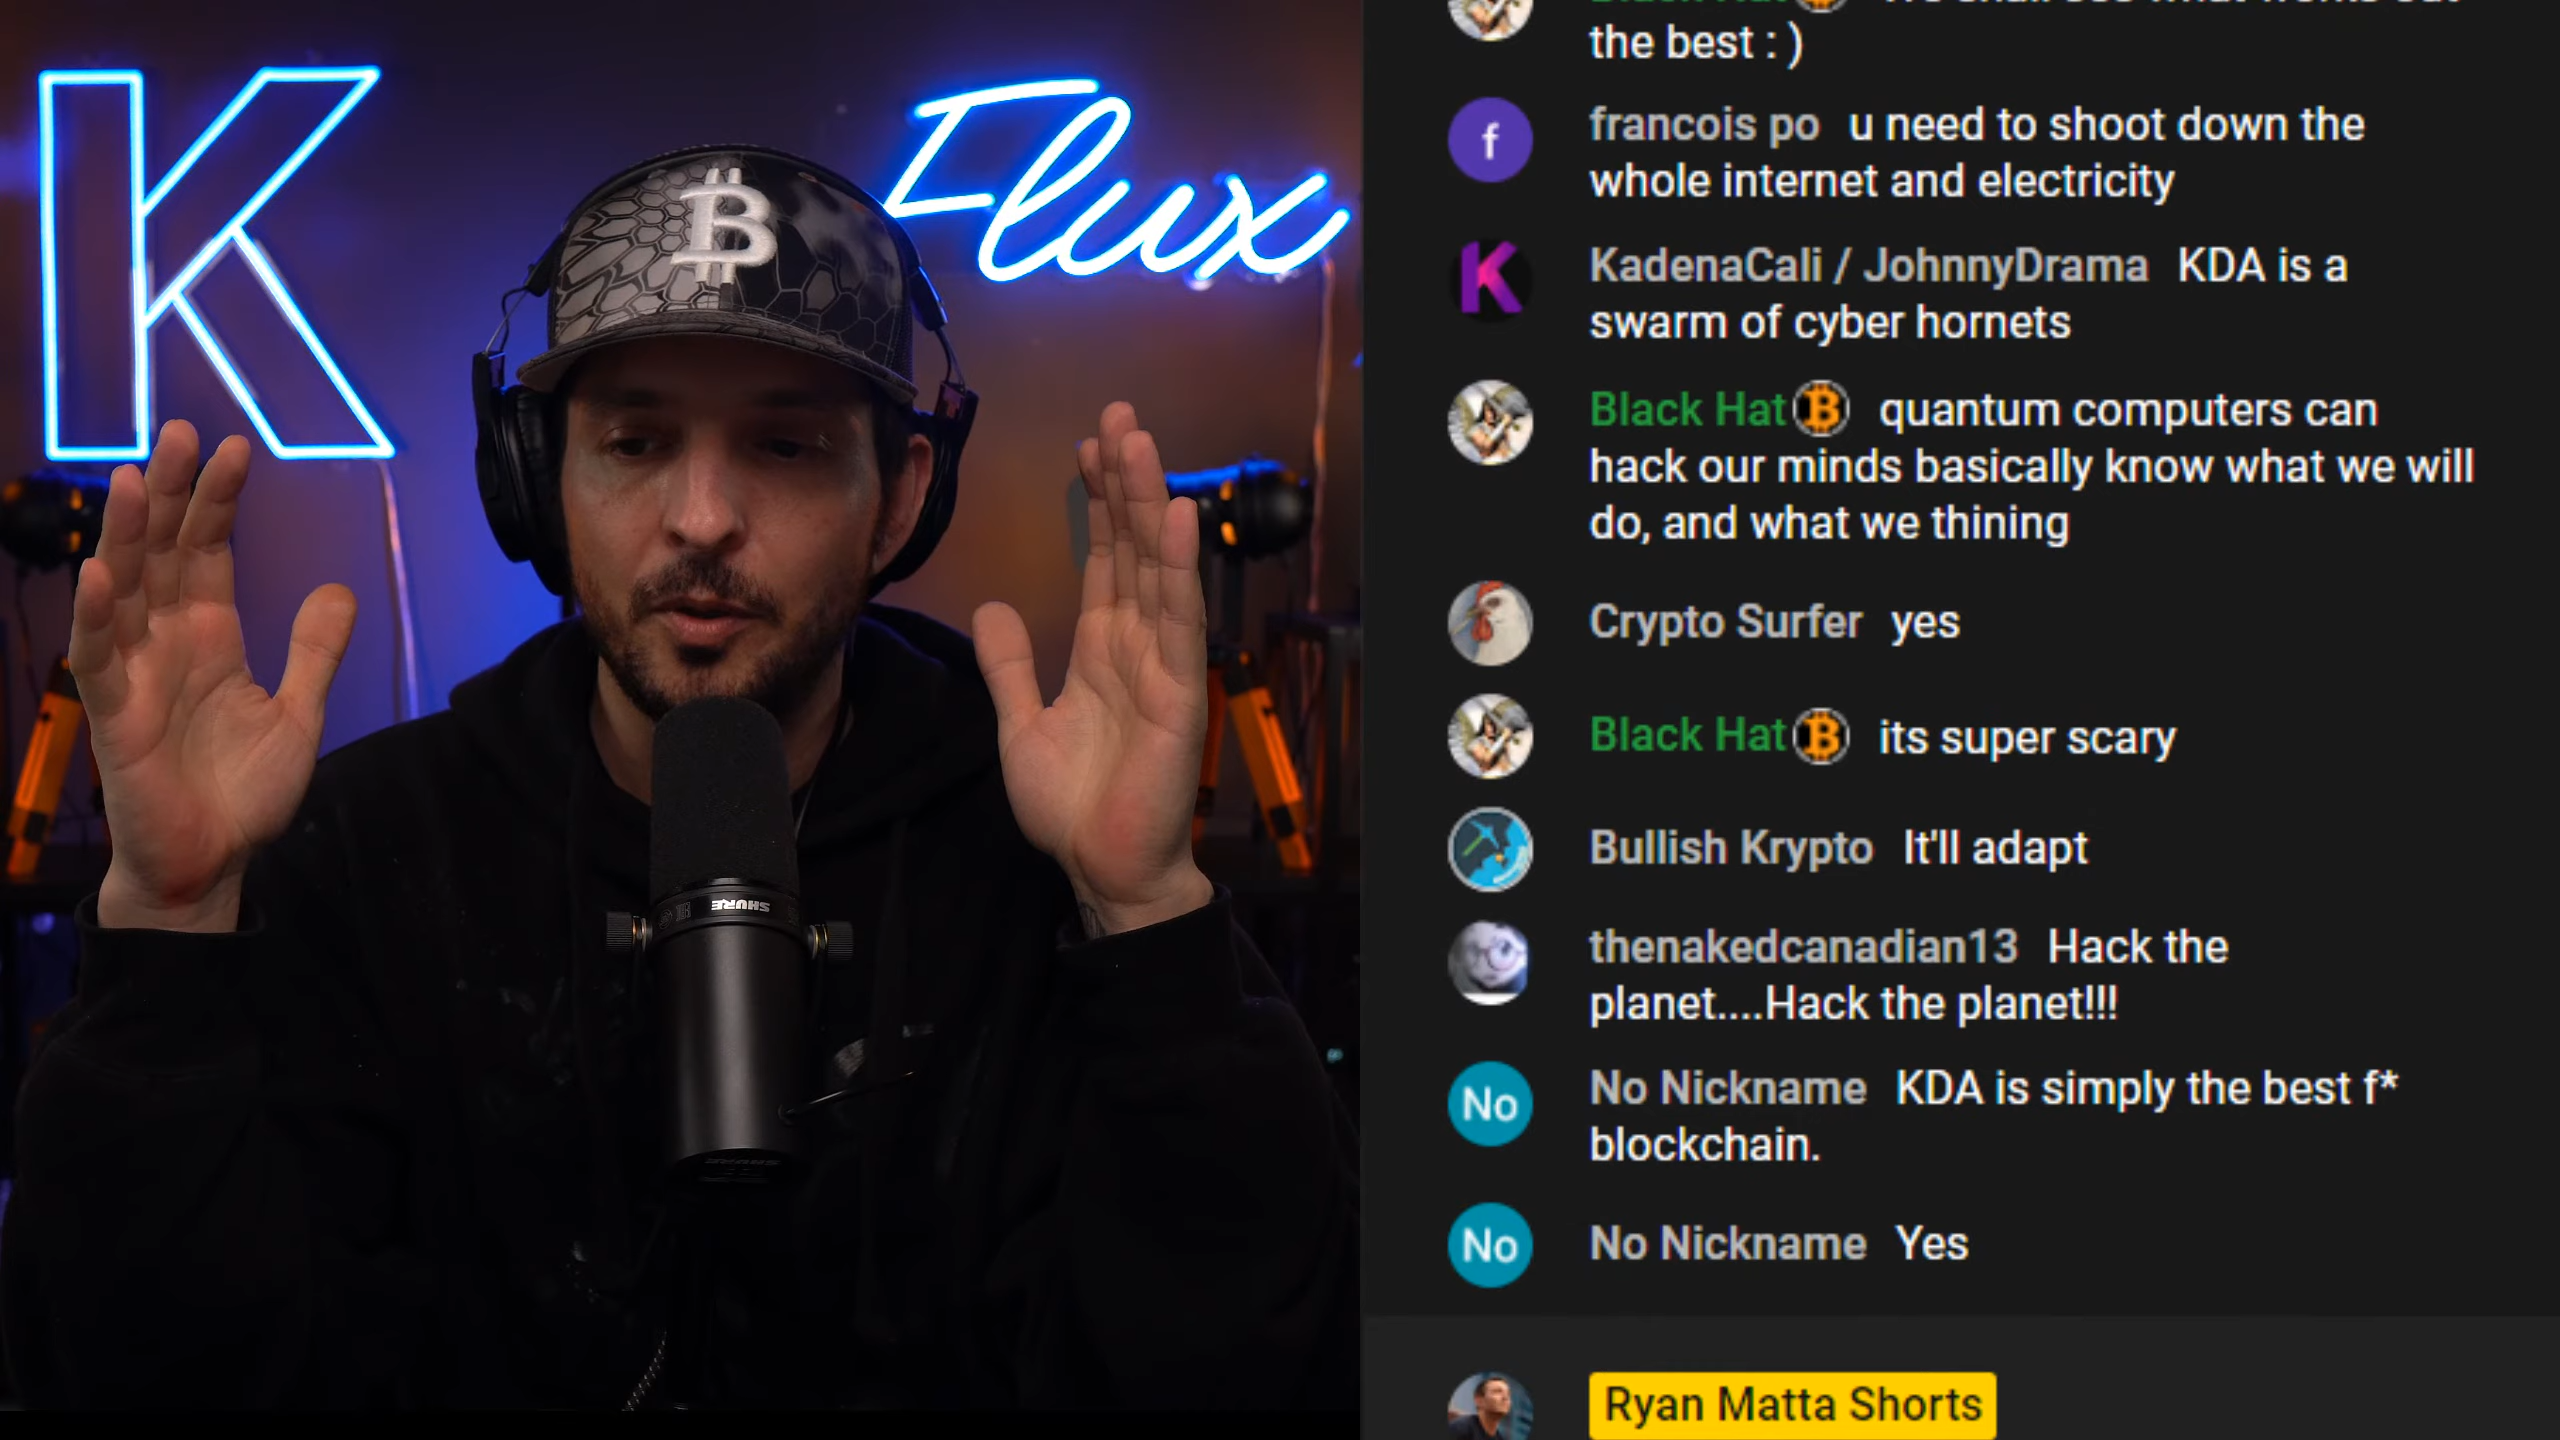 K
Flux
B
SHURE
the best : )
f
francois po u need to shoot down the
whole internet and electricity
KadenaCali / JohnnyDrama KDA is a
swarm of cyber hornets
Black Hat quantum computers can
hack our minds basically know what we will
do, and what we thining
Crypto Surfer yes
Black Hat its super scary
Bullish Krypto It'll adapt
thenakedcanadian13 Hack the
planet....Hack the planet!!!
No
No Nickname KDA is simply the best f*
blockchain.
No
No Nickname Yes
Ryan Matta Shorts